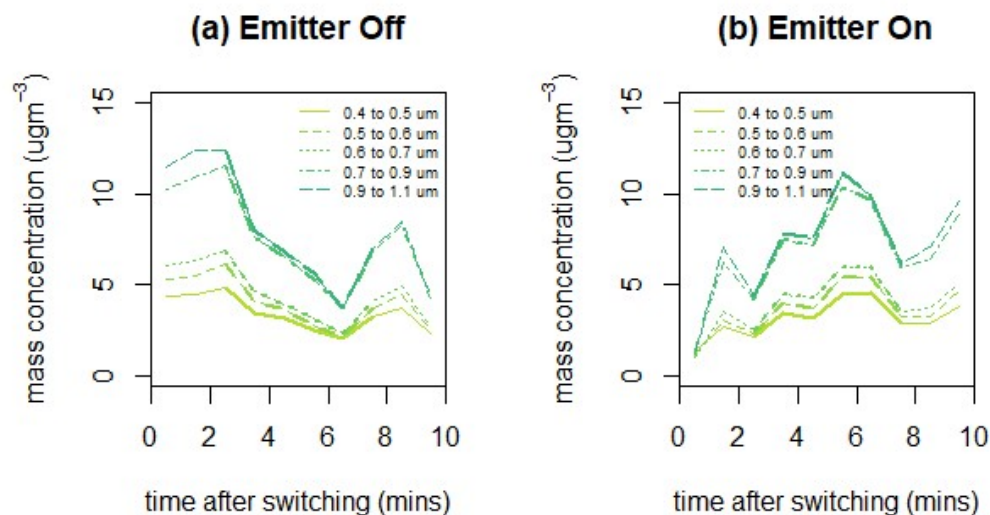 (a) Emitter Off
mass concentration (ugm⁻³)
15
10
5
0
0.4 to 0.5 um
0.5 to 0.6 um
0.6 to 0.7 um
0.7 to 0.9 um
0.9 to 1.1 um
0 2 4 6 8 10
time after switching (mins)
(b) Emitter On
mass concentration (ugm⁻³)
15
10
5
0
0.4 to 0.5 um
0.5 to 0.6 um
0.6 to 0.7 um
0.7 to 0.9 um
0.9 to 1.1 um
0 2 4 6 8 10
time after switching (mins)